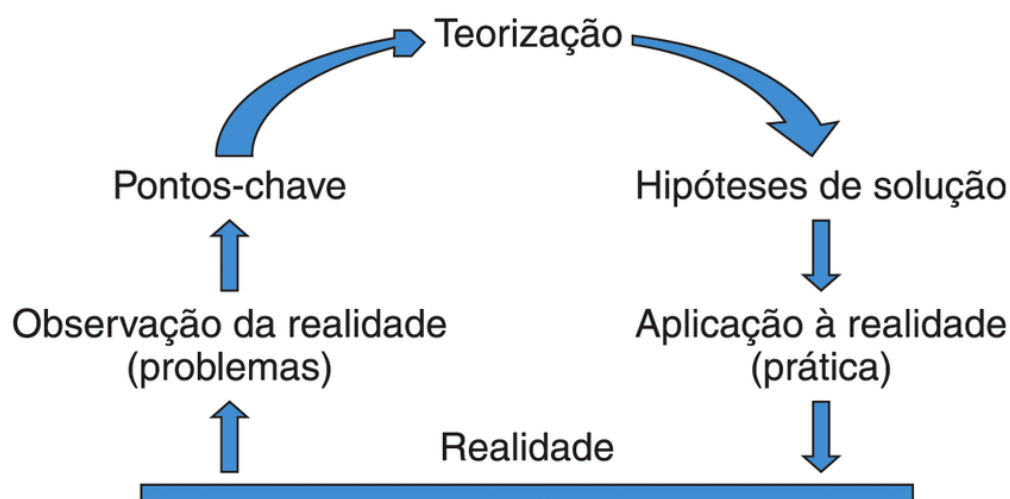 Teorização
Pontos-chave
Hipóteses de solução
Observação da realidade
(problemas)
Aplicação à realidade
(prática)
Realidade